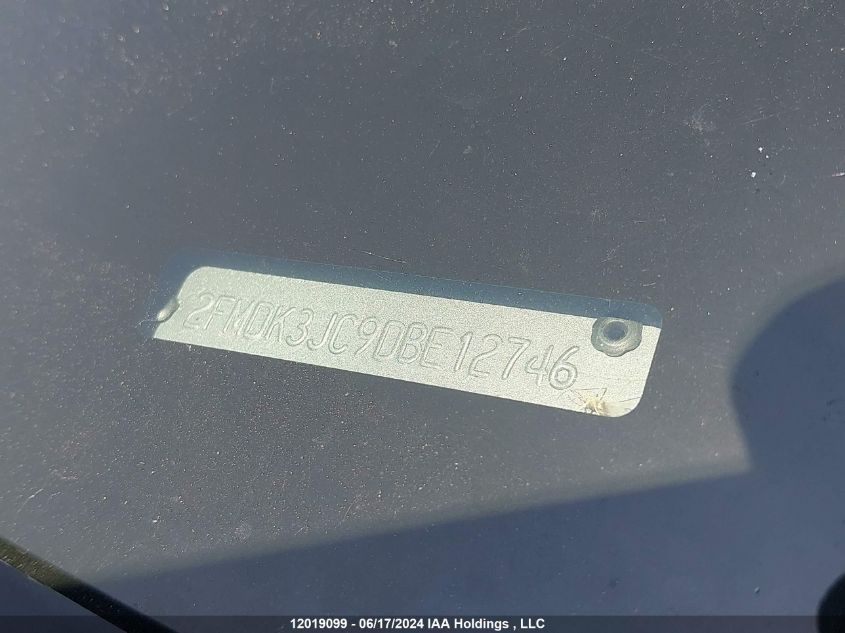 2FMDK3JC9DBE12746
12019099 - 06/17/2024 IAA Holdings , LLC